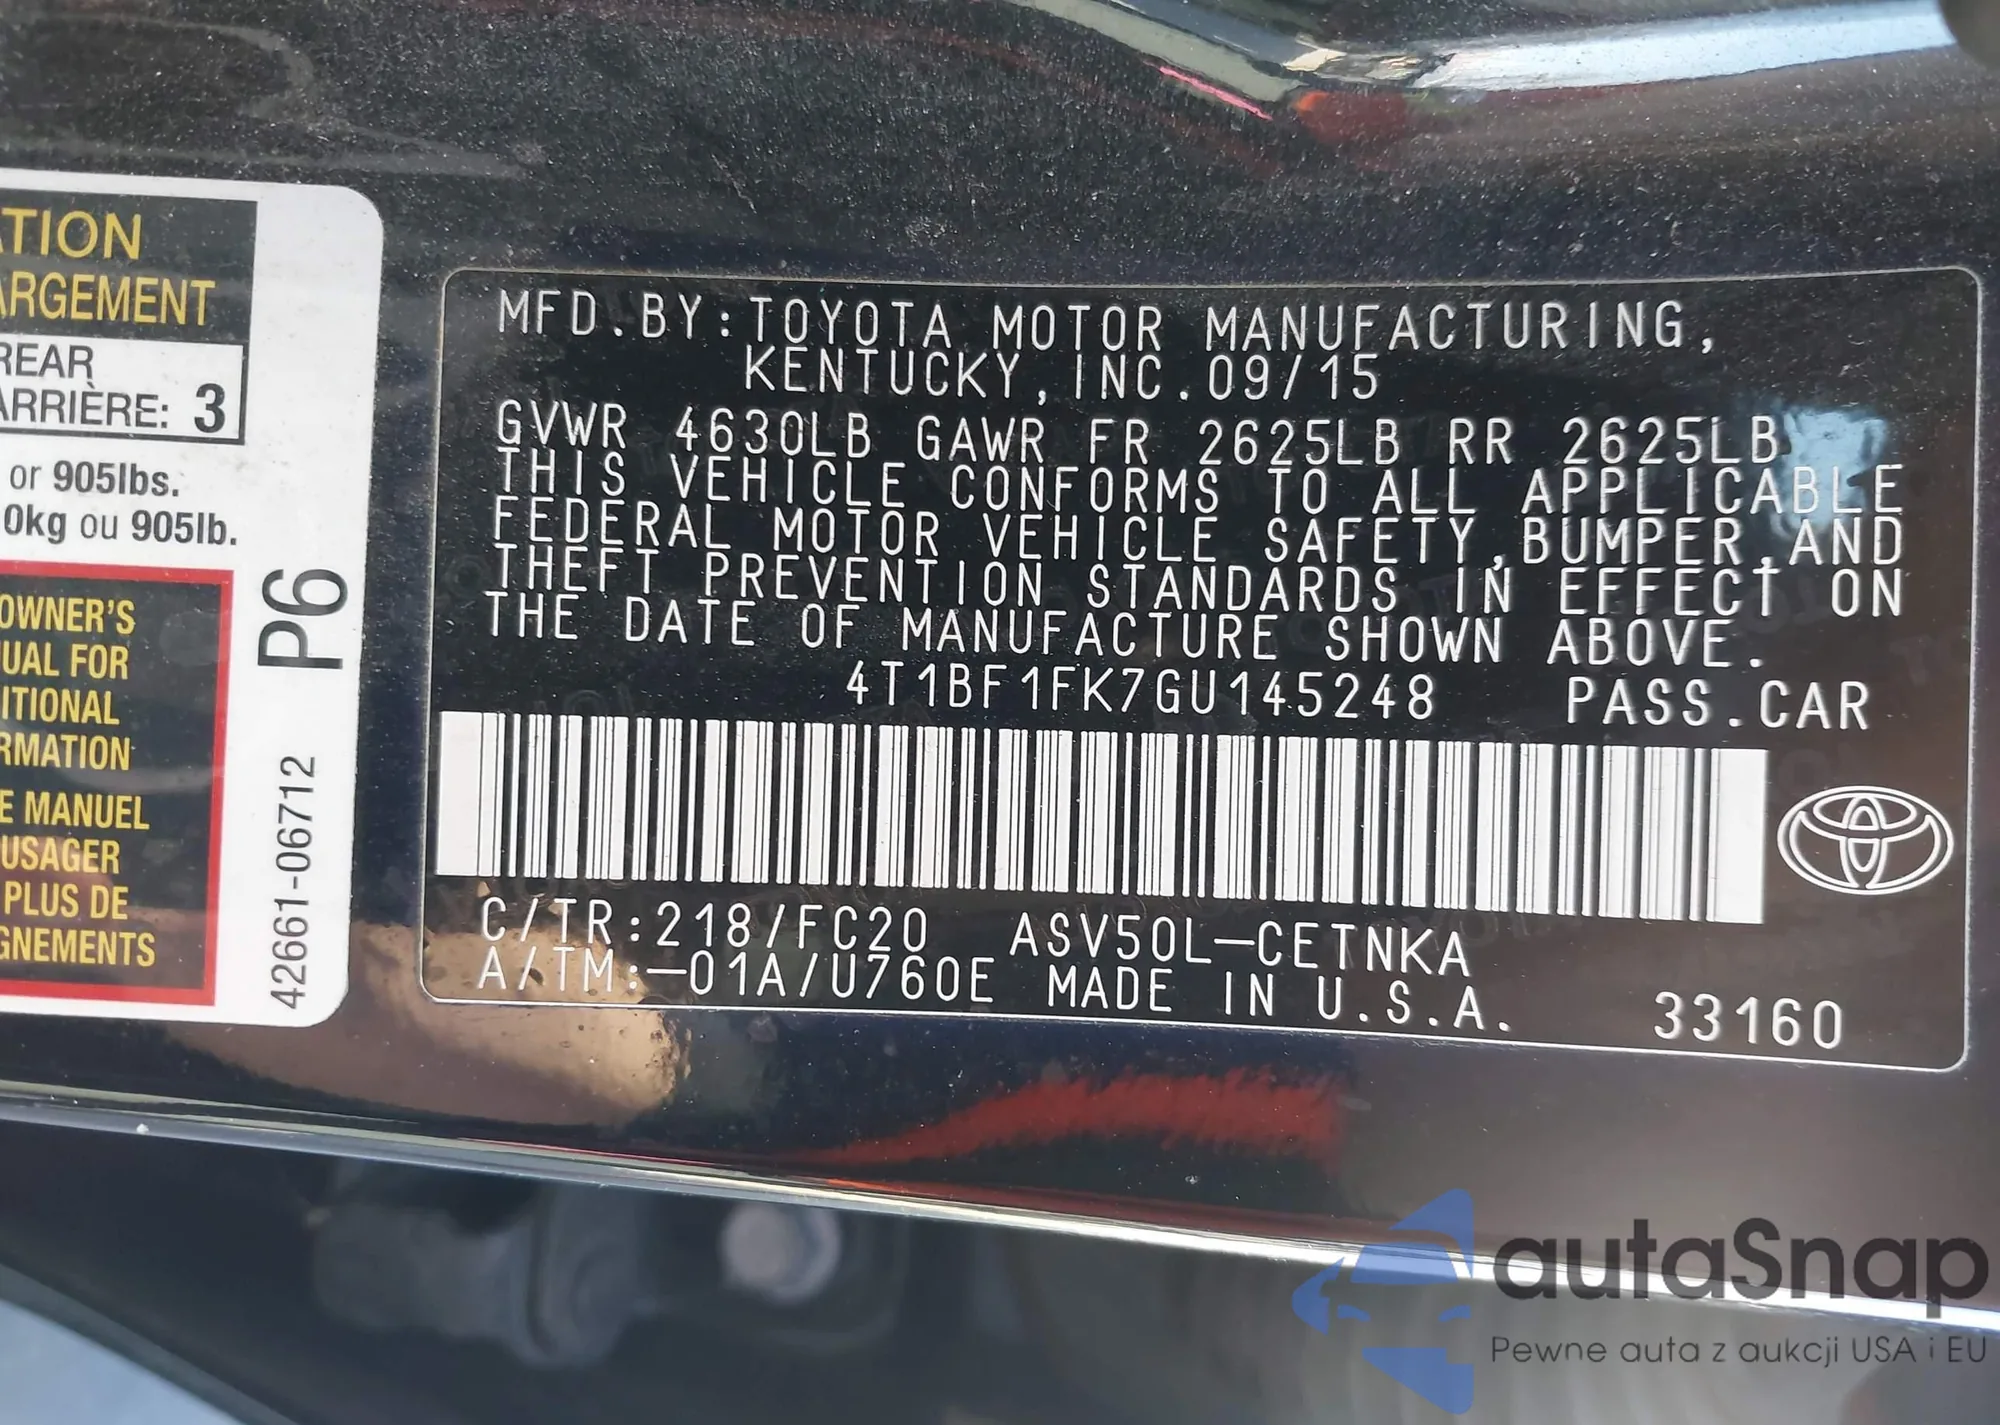 ATION
ARGEMENT
REAR
ARRIÈRE: 3
or 905lbs.
0kg ou 905lb.
OWNER'S
UAL FOR
ITIONAL
RMATION
E MANUEL
USAGER
PLUS DE
GNEMENTS
P6
42661-06712
MFD.BY:TOYOTA MOTOR MANUFACTURING,
KENTUCKY,INC.09/15
GVWR 4630LB GAWR FR 2625LB RR 2625LB
THIS VEHICLE CONFORMS TO ALL APPLICABLE
FEDERAL MOTOR VEHICLE SAFETY,BUMPER,AND
THEFT PREVENTION STANDARDS IN EFFECT ON
THE DATE OF MANUFACTURE SHOWN ABOVE.
4T1BF1FK7GU145248 PASS.CAR
C/TR:218/FC20 ASV50L-CETNKA
A/TM:-01A/U760E MADE IN U.S.A. 33160
autaSnap
Pewne auta z aukcji USA i EU